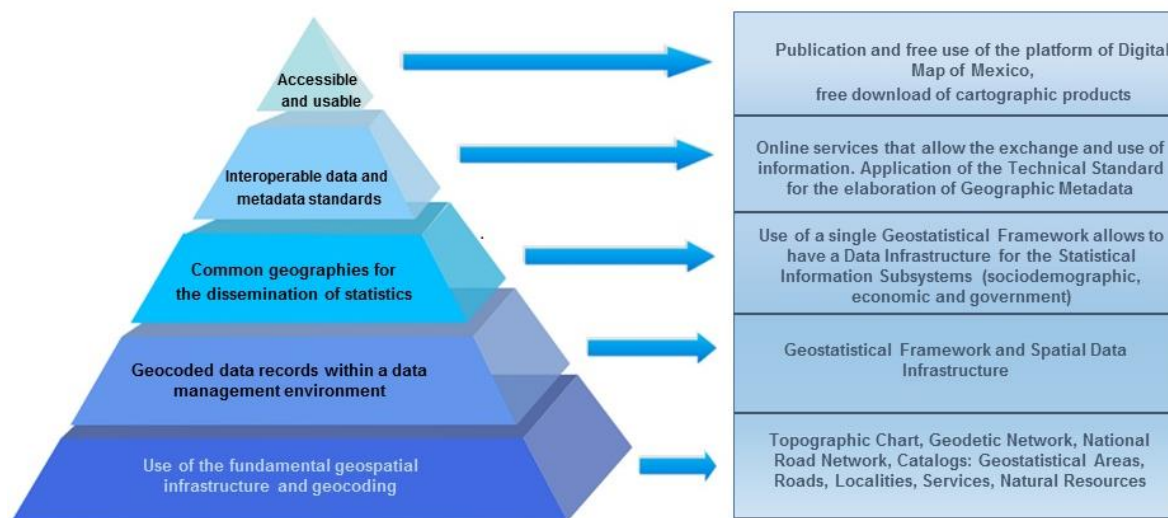 Accessible
and usable
Publication and free use of the platform of Digital
Map of Mexico,
free download of cartographic products
Interoperable data and
metadata standards
Online services that allow the exchange and use of
information. Application of the Technical Standard
for the elaboration of Geographic Metadata
Common geographies for
the dissemination of statistics
Use of a single Geostatistical Framework allows to
have a Data Infrastructure for the Statistical
Information Subsystems (sociodemographic,
economic and government)
Geocoded data records within a data
management environment
Geostatistical Framework and Spatial Data
Infrastructure
Use of the fundamental geospatial
infrastructure and geocoding
Topographic Chart, Geodetic Network, National
Road Network, Catalogs: Geostatistical Areas,
Roads, Localities, Services, Natural Resources